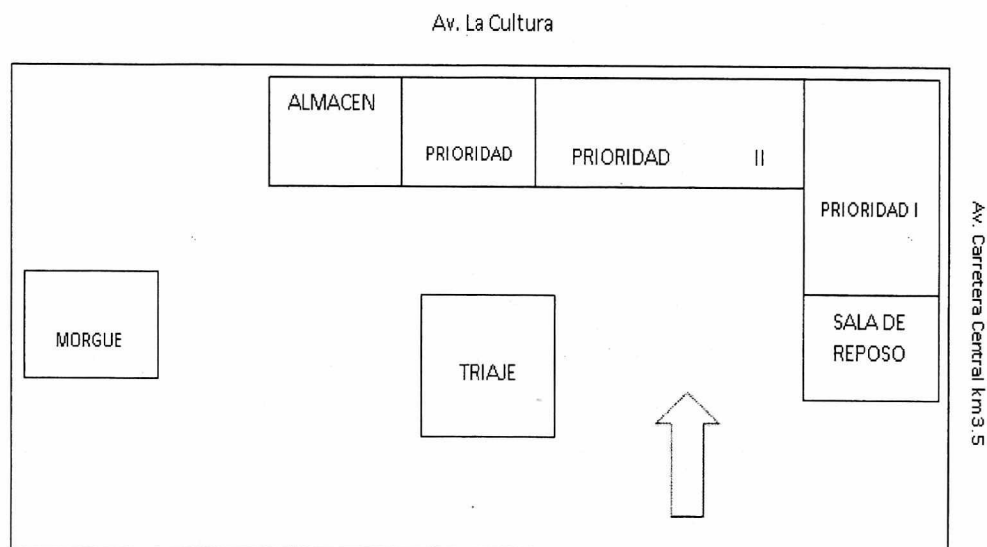 Av. La Cultura
ALMACEN
PRIORIDAD
PRIORIDAD II
PRIORIDAD I
SALA DE
REPOSO
MORGUE
TRIAJE
Av. Carretera Central km3.5